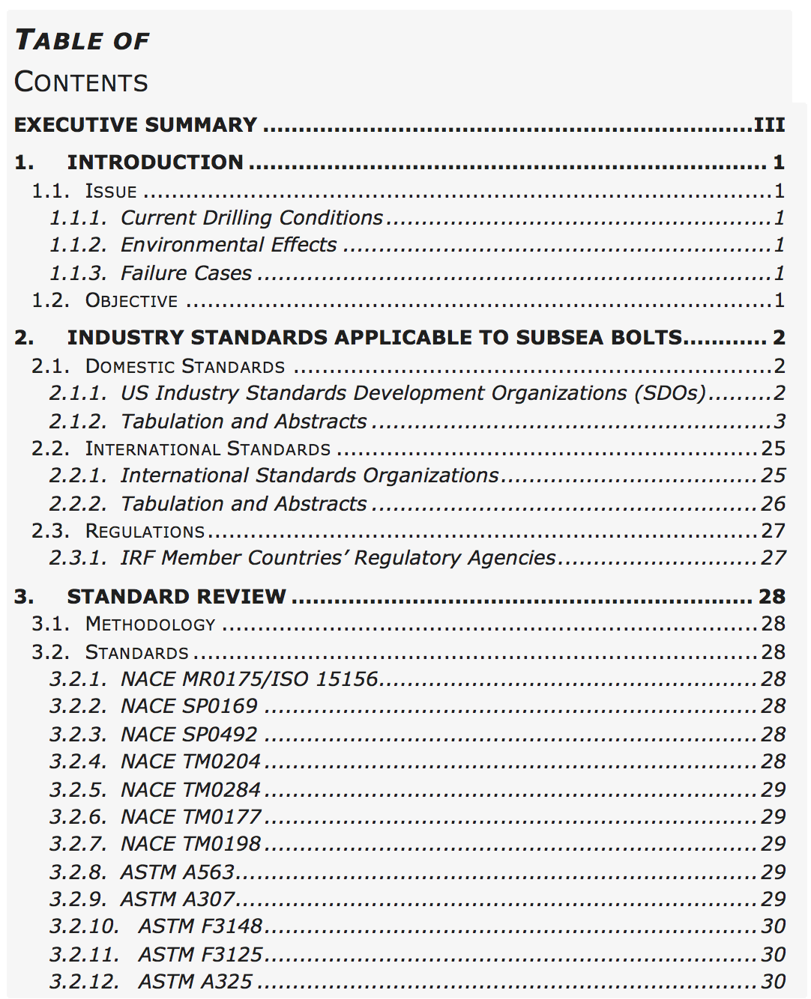 TABLE OF
CONTENTS
EXECUTIVE SUMMARY ..................................................................... III
1. INTRODUCTION ......................................................................... 1
1.1. ISSUE ........................................................................................ 1
1.1.1. Current Drilling Conditions ...................................................... 1
1.1.2. Environmental Effects ............................................................ 1
1.1.3. Failure Cases ........................................................................ 1
1.2. OBJECTIVE .................................................................................. 1
2. INDUSTRY STANDARDS APPLICABLE TO SUBSEA BOLTS............ 2
2.1. DOMESTIC STANDARDS ................................................................... 2
2.1.1. US Industry Standards Development Organizations (SDOs) ......... 2
2.1.2. Tabulation and Abstracts ........................................................ 3
2.2. INTERNATIONAL STANDARDS ........................................................... 25
2.2.1. International Standards Organizations .................................... 25
2.2.2. Tabulation and Abstracts ...................................................... 26
2.3. REGULATIONS ............................................................................. 27
2.3.1. IRF Member Countries’ Regulatory Agencies ............................ 27
3. STANDARD REVIEW ................................................................. 28
3.1. METHODOLOGY ........................................................................... 28
3.2. STANDARDS ............................................................................... 28
3.2.1. NACE MR0175/ISO 15156 ..................................................... 28
3.2.2. NACE SP0169 ..................................................................... 28
3.2.3. NACE SP0492 ..................................................................... 28
3.2.4. NACE TM0204 ..................................................................... 28
3.2.5. NACE TM0284 ..................................................................... 29
3.2.6. NACE TM0177 ..................................................................... 29
3.2.7. NACE TM0198 ..................................................................... 29
3.2.8. ASTM A563 ......................................................................... 29
3.2.9. ASTM A307 ......................................................................... 29
3.2.10. ASTM F3148 ..................................................................... 30
3.2.11. ASTM F3125 ..................................................................... 30
3.2.12. ASTM A325 ...................................................................... 30